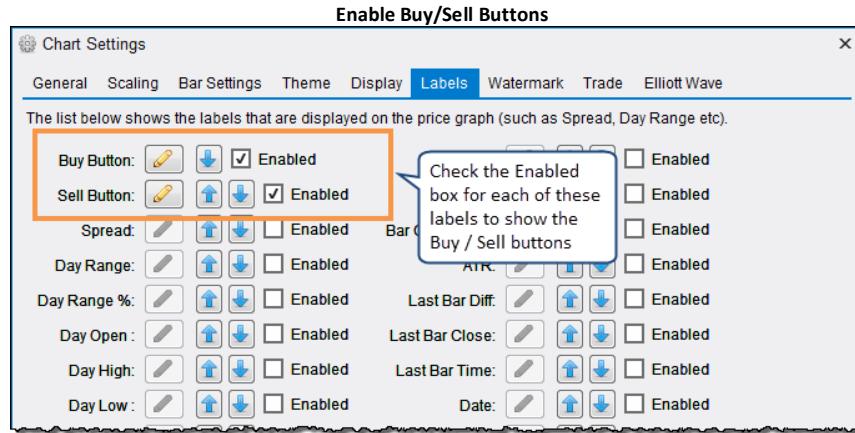 Enable Buy/Sell Buttons
Chart Settings
General Scaling Bar Settings Theme Display Labels Watermark Trade Elliott Wave
The list below shows the labels that are displayed on the price graph (such as Spread, Day Range etc).
Buy Button: Enabled Enabled
Sell Button: Enabled Enabled
Check the Enabled
box for each of these
labels to show the
Buy / Sell buttons
Spread: Enabled Bar Enabled
Day Range: Enabled ATR: Enabled
Day Range %: Enabled Last Bar Diff: Enabled
Day Open : Enabled Last Bar Close: Enabled
Day High: Enabled Last Bar Time: Enabled
Day Low : Enabled Date: Enabled